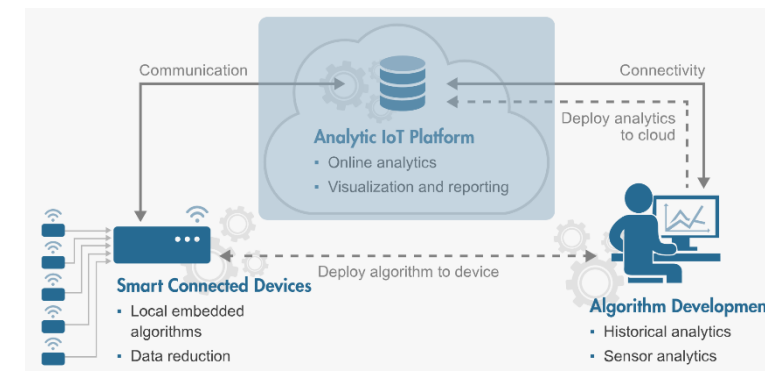 Communication
Connectivity
Deploy analytics
to cloud
Analytic IoT Platform
▪ Online analytics
▪ Visualization and reporting
Deploy algorithm to device
Smart Connected Devices
▪ Local embedded
algorithms
▪ Data reduction
Algorithm Developmen
▪ Historical analytics
▪ Sensor analytics